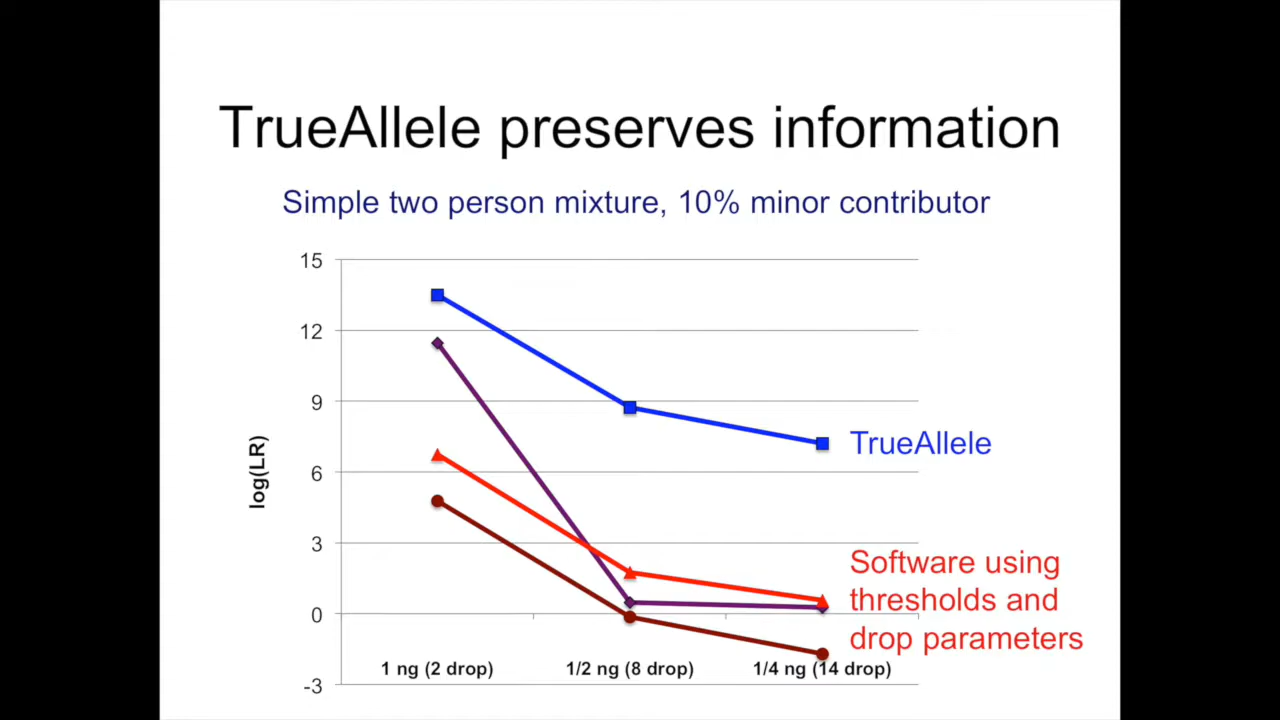 TrueAllele preserves information
Simple two person mixture, 10% minor contributor
15
12
9
6
3
0
-3
log(LR)
1 ng (2 drop)
1/2 ng (8 drop)
1/4 ng (14 drop)
TrueAllele
Software using
thresholds and
drop parameters